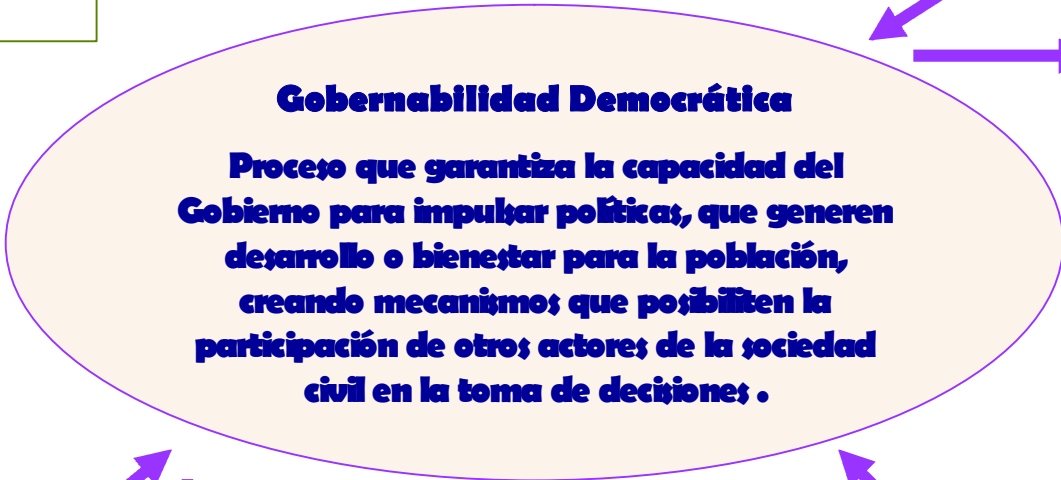 Gobernabilidad Democrática
Proceso que garantiza la capacidad del
Gobierno para impulsar políticas, que generen
desarrollo o bienestar para la población,
creando mecanismos que posibiliten la
participación de otros actores de la sociedad
civil en la toma de decisiones .